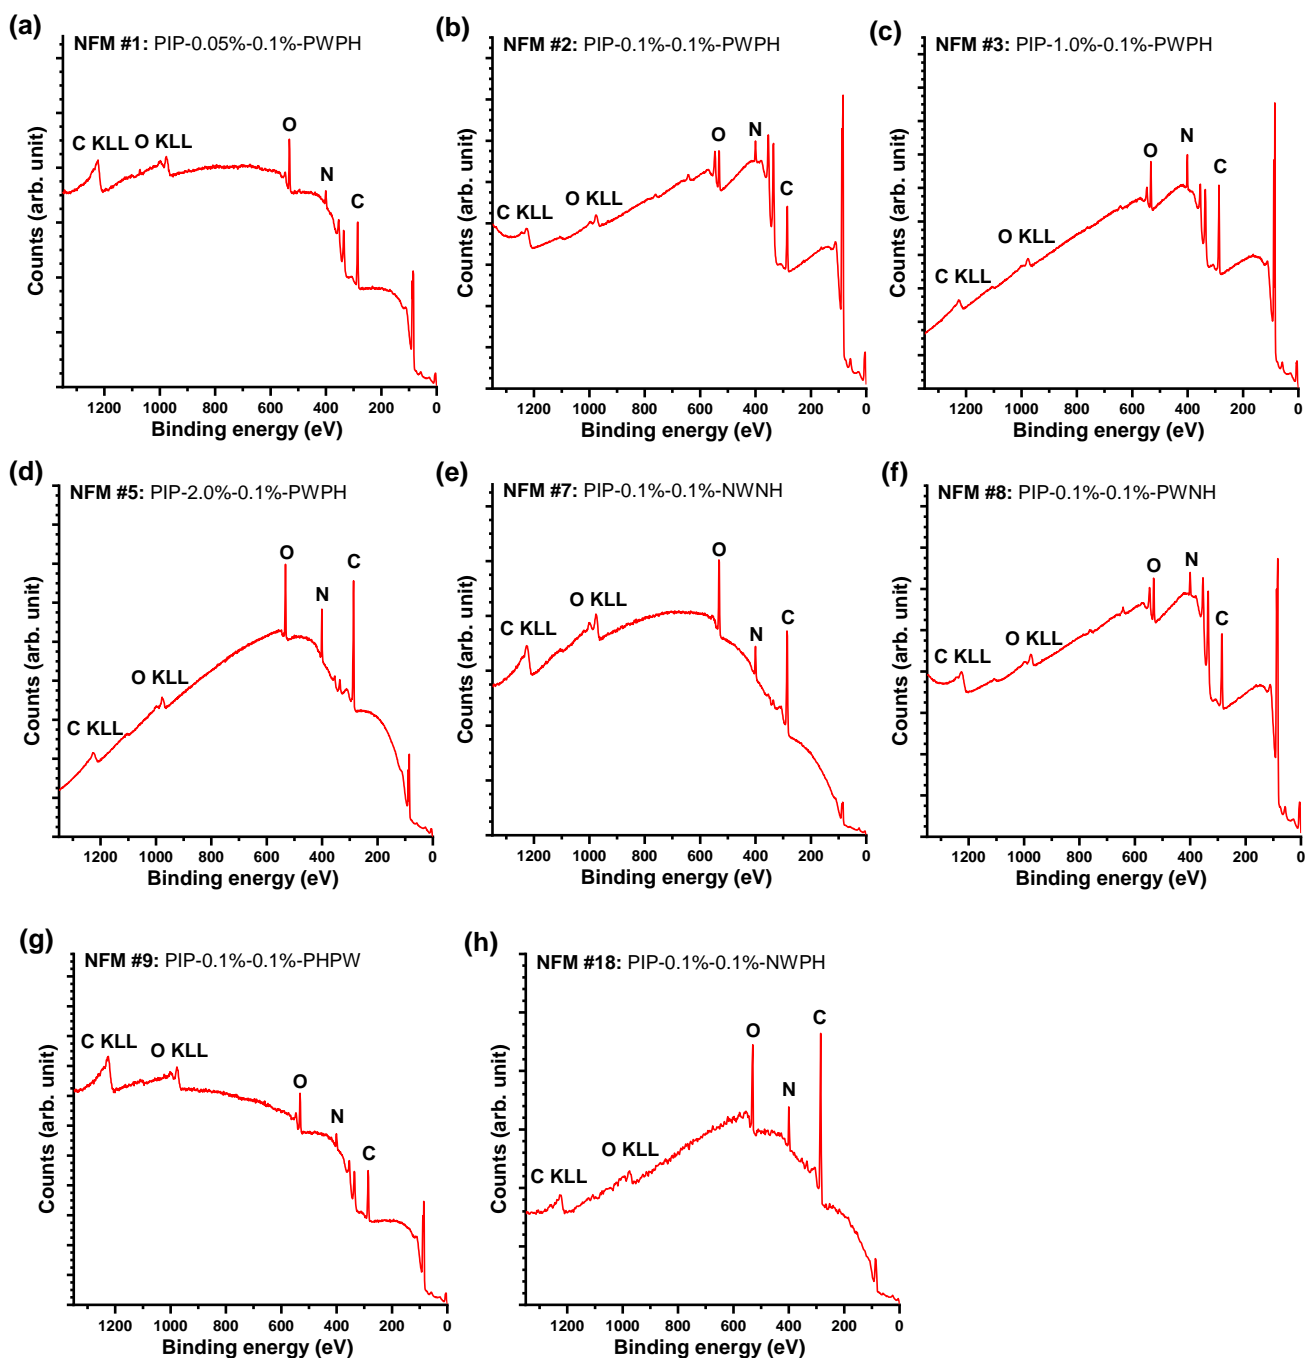 (a)
NFM #1: PIP-0.05%-0.1%-PWPH
C KLL
O KLL
O
N
C
Counts (arb. unit)
1200 1000 800 600 400 200 0
Binding energy (eV)
(b)
NFM #2: PIP-0.1%-0.1%-PWPH
C KLL
O KLL
O
N
C
Counts (arb. unit)
1200 1000 800 600 400 200 0
Binding energy (eV)
(c)
NFM #3: PIP-1.0%-0.1%-PWPH
C KLL
O KLL
O
N
C
Counts (arb. unit)
1200 1000 800 600 400 200 0
Binding energy (eV)
(d)
NFM #5: PIP-2.0%-0.1%-PWPH
C KLL
O KLL
O
N
C
Counts (arb. unit)
1200 1000 800 600 400 200 0
Binding energy (eV)
(e)
NFM #7: PIP-0.1%-0.1%-NWNH
C KLL
O KLL
O
N
C
Counts (arb. unit)
1200 1000 800 600 400 200 0
Binding energy (eV)
(f)
NFM #8: PIP-0.1%-0.1%-PWNH
C KLL
O KLL
O
N
C
Counts (arb. unit)
1200 1000 800 600 400 200 0
Binding energy (eV)
(g)
NFM #9: PIP-0.1%-0.1%-PHPW
C KLL
O KLL
O
N
C
Counts (arb. unit)
1200 1000 800 600 400 200 0
Binding energy (eV)
(h)
NFM #18: PIP-0.1%-0.1%-NWPH
C KLL
O KLL
O
N
C
Counts (arb. unit)
1200 1000 800 600 400 200 0
Binding energy (eV)